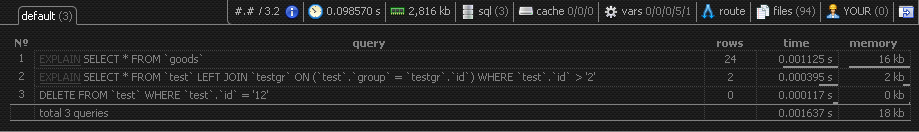 default (3) #.# / 3.2 0.098570 s 2,816 kb sql (3) cache 0/0/0 vars 0/0/0/5/1 route files (94) YOUR (0)
№ query rows time memory
1 EXPLAIN SELECT * FROM `goods` 24 0.001125 s 16 kb
2 EXPLAIN SELECT * FROM `test` LEFT JOIN `testgr` ON (`test`.`group` = `testgr`.`id`) WHERE `test`.`id` > '2' 2 0.000395 s 2 kb
3 DELETE FROM `test` WHERE `test`.`id` = '12' 0 0.000117 s 0 kb
total 3 queries 0.001637 s 18 kb